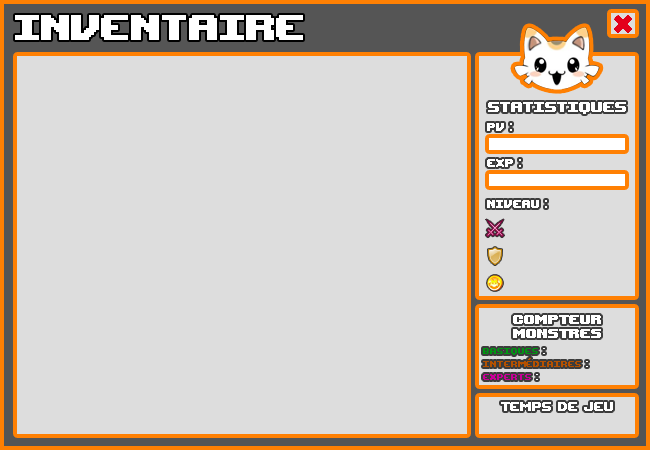 INVENTAIRE
STATISTIQUES
PV:
EXP:
NIVEAU:
COMPTEUR
MONSTRES
BASIQUES:
INTERMÉDIAIRES:
EXPERTS:
TEMPS DE JEU